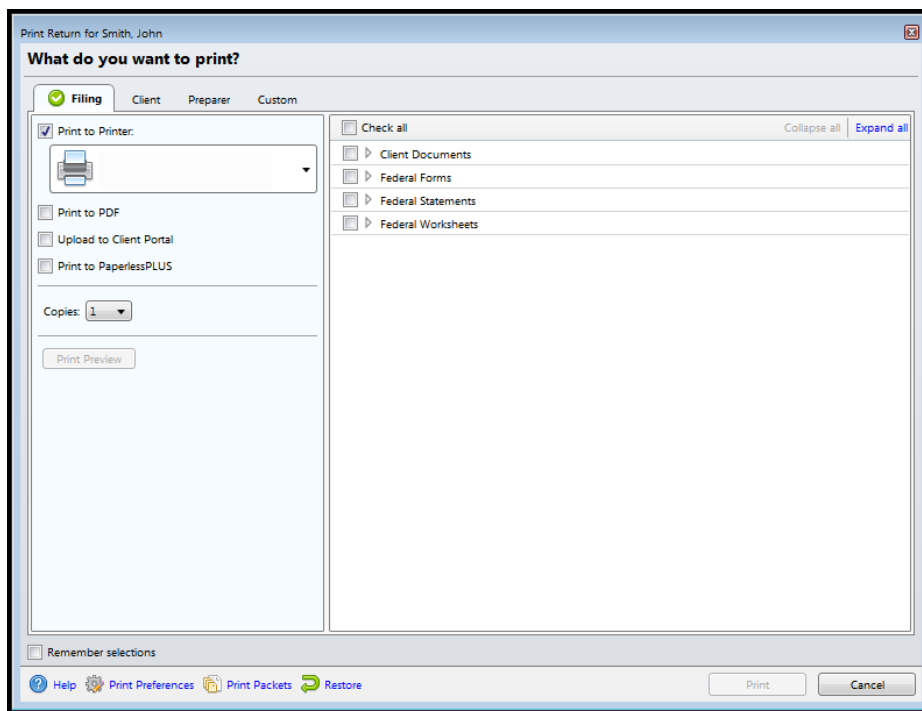 Print Return for Smith, John
What do you want to print?
Filing Client Preparer Custom
Print to Printer:
Print to PDF
Upload to Client Portal
Print to PaperlessPLUS
Copies: 1
Print Preview
Check all Collapse all Expand all
Client Documents
Federal Forms
Federal Statements
Federal Worksheets
Remember selections
Help Print Preferences Print Packets Restore Print Cancel